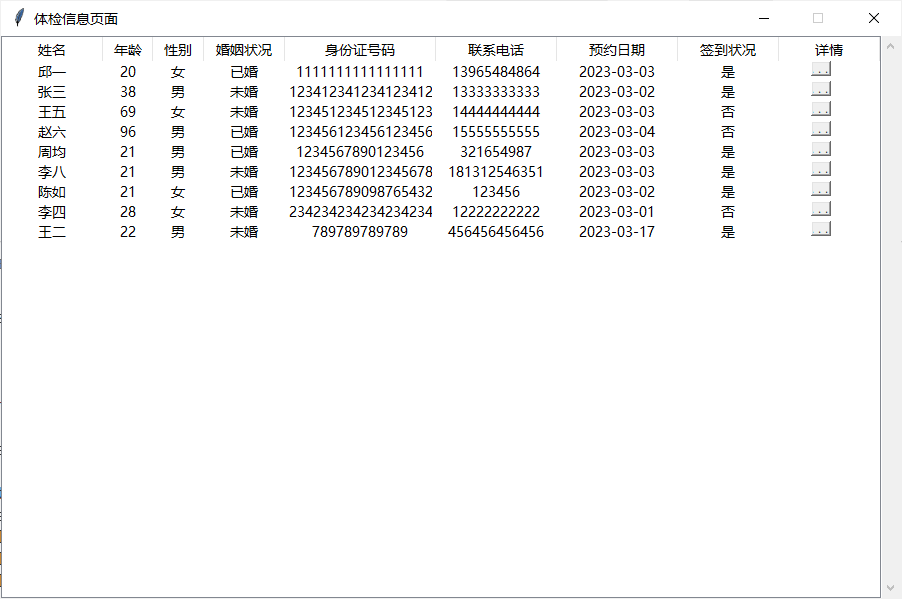 体检信息页面
姓名 年龄 性别 婚姻状况 身份证号码 联系电话 预约日期 签到状况 详情
邱一 20 女 已婚 1111111111111111 13965484864 2023-03-03 是 ..
张三 38 男 未婚 123412341234123412 13333333333 2023-03-02 是 ..
王五 69 女 未婚 123451234512345123 14444444444 2023-03-03 否 ..
赵六 96 男 已婚 123456123456123456 15555555555 2023-03-04 否 ..
周均 21 男 已婚 1234567890123456 321654987 2023-03-03 是 ..
李八 21 男 未婚 123456789012345678 181312546351 2023-03-03 是 ..
陈如 21 女 已婚 123456789098765432 123456 2023-03-02 是 ..
李四 28 女 未婚 234234234234234234 12222222222 2023-03-01 否 ..
王二 22 男 未婚 789789789789 456456456456 2023-03-17 是 ..